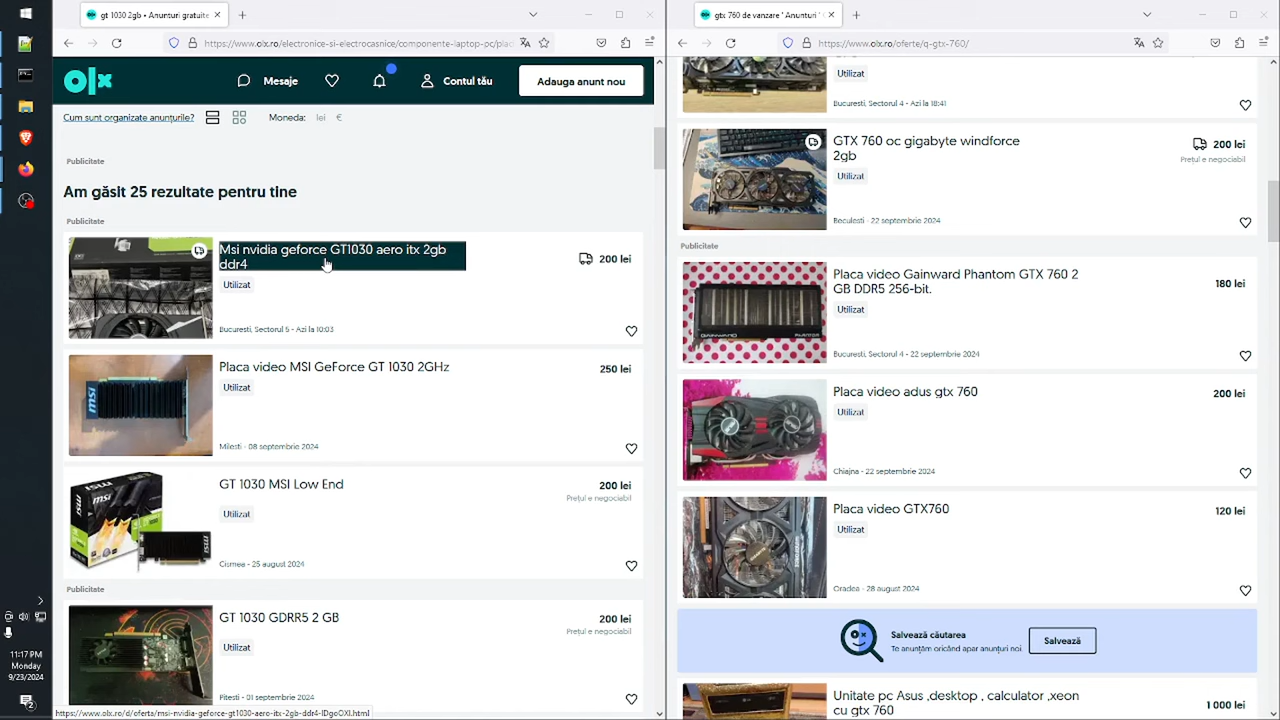 gt 1030 2gb • Anunturi gratuite
https://www.olx.ro/electronice-si-electrocasnice/componente-laptop-pc/plac
olx
Mesaje
Contul tău
Adauga anunt nou
Cum sunt organizate anunțurile?
Moneda:
lei
€
Publicitate
Am găsit 25 rezultate pentru tine
Publicitate
Msi nvidia geforce GT1030 aero itx 2gb
Ddr4
200 lei
Utilizat
Bucuresti, Sectorul 5 - Azi la 10:03
Placa video MSI GeForce GT 1030 2GHz
250 lei
Utilizat
Milesti - 08 septembrie 2024
GT 1030 MSI Low End
200 lei
Prețul e negociabil
Utilizat
Cismea - 25 august 2024
Publicitate
GT 1030 GDRR5 2 GB
200 lei
Prețul e negociabil
Utilizat
Pitesti - 01 septembrie 2024
https://www.olx.ro/d/oferta/msi-nvidia-geforce-gt1030-aero-itx-2gb-ddr4-IDgoOXU.html
11:17 PM
Monday
9/23/2024
gtx 760 de vanzare ' Anunturi '
https://www.olx.ro/oferte/q-gtx-760/
Utilizat
Bucuresti, Sectorul 4 - Azi la 18:41
GTX 760 oc gigabyte windforce
2gb
200 lei
Prețul e negociabil
Utilizat
Beculesti - 22 septembrie 2024
Publicitate
Placa video Gainward Phantom GTX 760 2
GB DDR5 256-bit.
180 lei
Utilizat
Bucuresti, Sectorul 4 - 22 septembrie 2024
Placa video adus gtx 760
200 lei
Utilizat
Chiajna - 22 septembrie 2024
Placa video GTX760
120 lei
Utilizat
Oradea - 28 august 2024
Salvează căutarea
Te anunțăm oricând apar anunțuri noi.
Salvează
Unitate pc Asus ,desktop , calculator ,xeon
cu gtx 760
1 000 lei